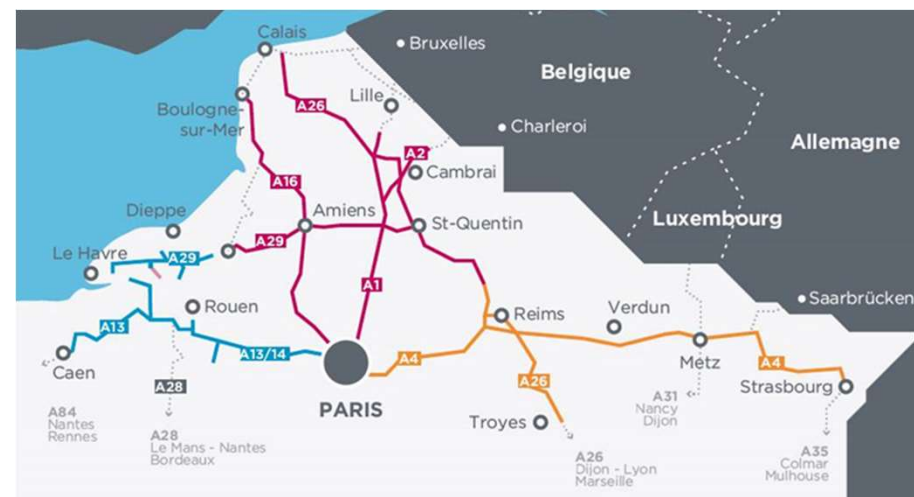 Calais
Bruxelles
Belgique
Lille
Boulogne-
sur-Mer
A26
Charleroi
Allemagne
A2
Cambrai
A16
Dieppe
Amiens
St-Quentin
Luxembourg
A29
Le Havre
A29
A1
Saarbrücken
Rouen
Reims
Verdun
A13
A13/14
A4
Metz
A4
Caen
A28
A26
Strasbourg
PARIS
A31
Nancy
Dijon
A84
Nantes
Rennes
Troyes
A28
Le Mans - Nantes
Bordeaux
A26
Dijon - Lyon
Marseille
A35
Colmar
Mulhouse